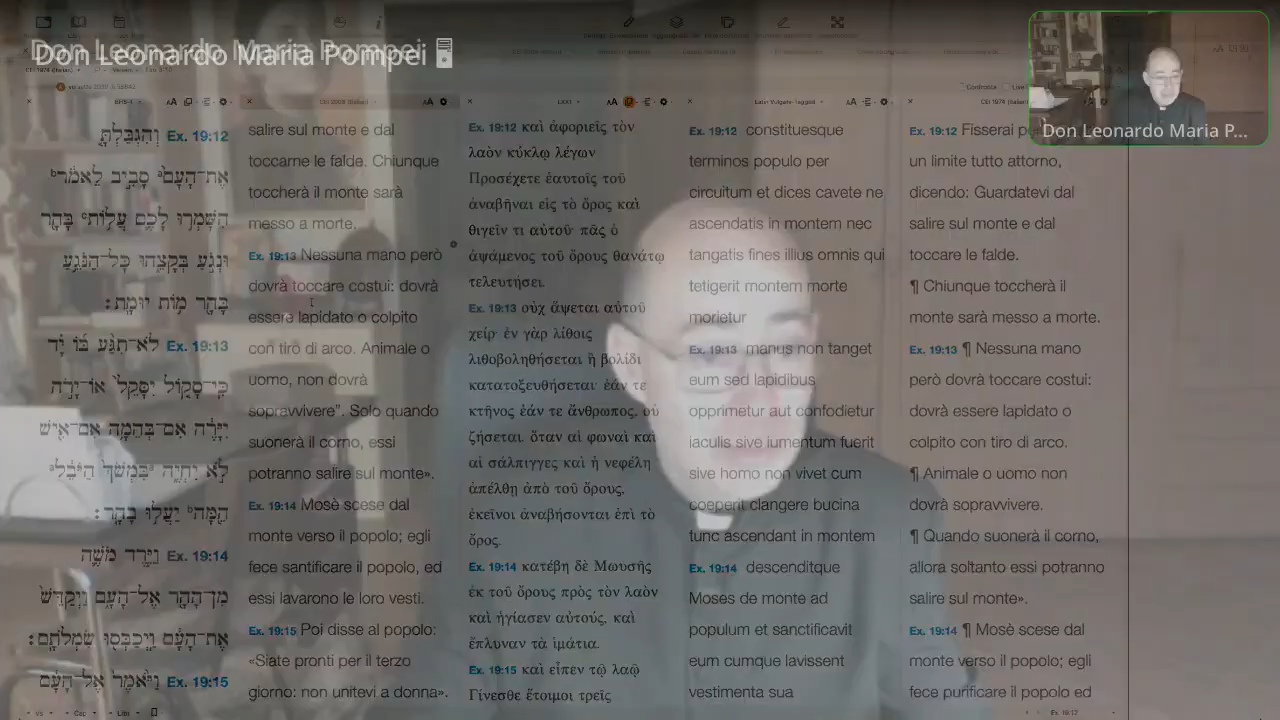 Don Leonardo Maria Pompei
Don Leonardo Maria P...
Ex. 19:12 וְהִגְבַּלְתָּ֤
אֶת־הָעָם֙ סָבִ֣יב לֵאמֹ֔ר
הִשָּׁמְר֥וּ לָכֶ֛ם עֲל֥וֹת בָּהָ֖ר
וּנְגֹ֣עַ בְּקָצֵ֑הוּ כָּל־הַנֹּגֵ֥עַ
בָּהָ֖ר מ֥וֹת יוּמָֽת׃
Ex. 19:13 לֹא־תִגַּ֨ע בּ֜וֹ יָ֗ד
כִּֽי־סָק֤וֹל יִסָּקֵל֙ אוֹ־יָרֹ֣ה
יִיָּרֶ֔ה אִם־בְּהֵמָ֥ה אִם־אִ֖ישׁ
לֹ֣א יִחְיֶ֑ה בִּמְשֹׁךְ֙ הַיֹּבֵ֔ל
הֵ֖מָּה יַעֲל֥וּ בָהָֽר׃
Ex. 19:14 וַיֵּ֧רֶד מֹשֶׁ֛ה
מִן־הָהָ֖ר אֶל־הָעָ֑ם וַיְקַדֵּשׁ֙
אֶת־הָעָ֔ם וַֽיְכַבְּס֖וּ שִׂמְלֹתָֽם׃
Ex. 19:15 וַיֹּ֙אמֶר֙ אֶל־הָעָ֔ם
salire sul monte e dal
toccarne le falde. Chiunque
toccherà il monte sarà
messo a morte.
Ex. 19:13 Nessuna mano però
dovrà toccare costui: dovrà
essere lapidato o colpito
con tiro di arco. Animale o
uomo, non dovrà
sopravvivere”. Solo quando
suonerà il corno, essi
potranno salire sul monte».
Ex. 19:14 Mosè scese dal
monte verso il popolo; egli
fece santificare il popolo, ed
essi lavarono le loro vesti.
Ex. 19:15 Poi disse al popolo:
«Siate pronti per il terzo
giorno: non unitevi a donna».
Ex. 19:12 καὶ ἀφοριεῖς τὸν
λαὸν κύκλῳ λέγων
Προσέχετε ἑαυτοῖς τοῦ
ἀναβῆναι εἰς τὸ ὄρος καὶ
θιγεῖν τι αὐτοῦ· πᾶς ὁ
ἁψάμενος τοῦ ὄρους θανάτῳ
τελευτήσει.
Ex. 19:13 οὐχ ἅψεται αὐτοῦ
χείρ· ἐν γὰρ λίθοις
λιθοβοληθήσεται ἢ βολίδι
κατατοξευθήσεται· ἐάν τε
κτῆνος ἐάν τε ἄνθρωπος, οὐ
ζήσεται. ὅταν αἱ φωναὶ καὶ
αἱ σάλπιγγες καὶ ἡ νεφέλη
ἀπέλθῃ ἀπὸ τοῦ ὄρους,
ἐκεῖνοι ἀναβήσονται ἐπὶ τὸ
ὄρος.
Ex. 19:14 κατέβη δὲ Μωυσῆς
ἐκ τοῦ ὄρους πρὸς τὸν λαὸν
καὶ ἡγίασεν αὐτούς, καὶ
ἔπλυναν τὰ ἱμάτια.
Ex. 19:15 καὶ εἶπεν τῷ λαῷ
Γίνεσθε ἕτοιμοι τρεῖς
Ex. 19:12 constituesque
terminos populo per
circuitum et dices cavete ne
ascendatis in montem nec
tangatis fines illius omnis qui
tetigerit montem morte
morietur
Ex. 19:13 manus non tanget
eum sed lapidibus
opprimetur aut confodietur
iaculis sive iumentum fuerit
sive homo non vivet cum
coeperit clangere bucina
tunc ascendant in montem
Ex. 19:14 descenditque
Moses de monte ad
populum et sanctificavit
eum cumque lavissent
vestimenta sua
Ex. 19:12 Fisserai
un limite tutto attorno,
dicendo: Guardatevi dal
salire sul monte e dal
toccare le falde.
¶ Chiunque toccherà il
monte sarà messo a morte.
Ex. 19:13 ¶ Nessuna mano
però dovrà toccare costui:
dovrà essere lapidato o
colpito con tiro di arco.
¶ Animale o uomo non
dovrà sopravvivere.
¶ Quando suonerà il corno,
allora soltanto essi potranno
salire sul monte».
Ex. 19:14 ¶ Mosè scese dal
monte verso il popolo; egli
fece purificare il popolo ed